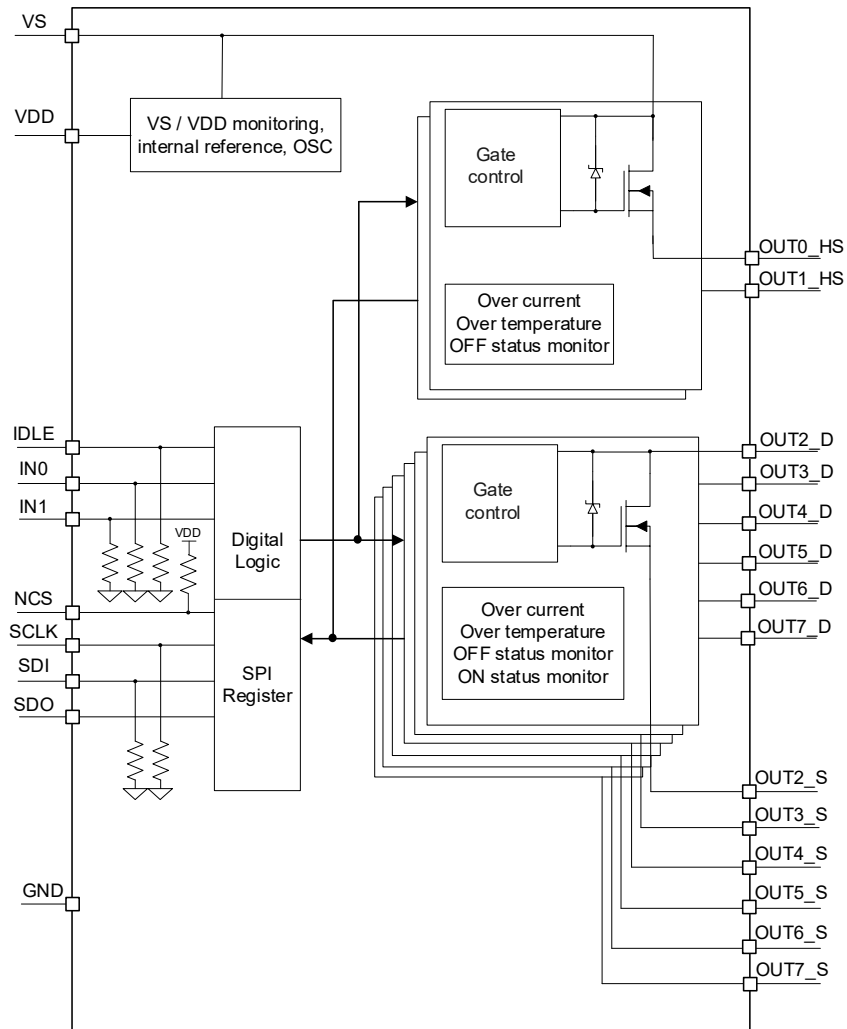 VS
VDD
VS / VDD monitoring,
internal reference, OSC
Gate
control
OUT0_HS
OUT1_HS
Over current
Over temperature
OFF status monitor
IDLE
IN0
IN1
VDD
Digital
Logic
NCS
SCLK
SDI
SDO
SPI
Register
Gate
control
Over current
Over temperature
OFF status monitor
ON status monitor
OUT2_D
OUT3_D
OUT4_D
OUT5_D
OUT6_D
OUT7_D
OUT2_S
OUT3_S
OUT4_S
OUT5_S
OUT6_S
OUT7_S
GND